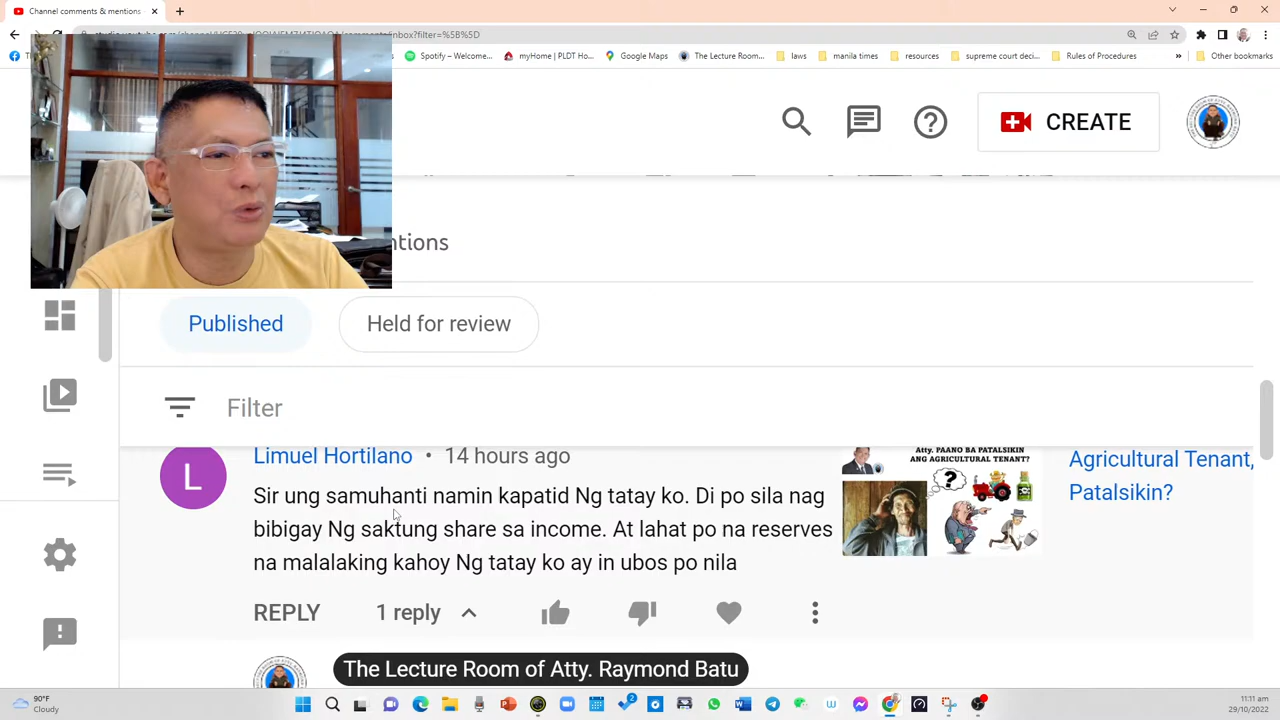 Channel comments & mentions
inbox?filter=%5B%5D
Spotify – Welcome...
myHome | PLDT Ho...
Google Maps
The Lecture Room...
laws
manila times
resources
supreme court deci...
Rules of Procedures
»
Other bookmarks
CREATE
ntions
Published
Held for review
Filter
Limuel Hortilano • 14 hours ago
Sir ung samuhanti namin kapatid Ng tatay ko. Di po sila nag
bibigay Ng saktung share sa income. At lahat po na reserves
na malalaking kahoy Ng tatay ko ay in ubos po nila
L
Atty. PAANO BA PATALSIKIN
ANG AGRICULTURAL TENANT?
?
Agricultural Tenant,
Patalsikin?
REPLY
1 reply
The Lecture Room of Atty. Raymond Batu
90°F
Cloudy
2
11:11 am
29/10/2022